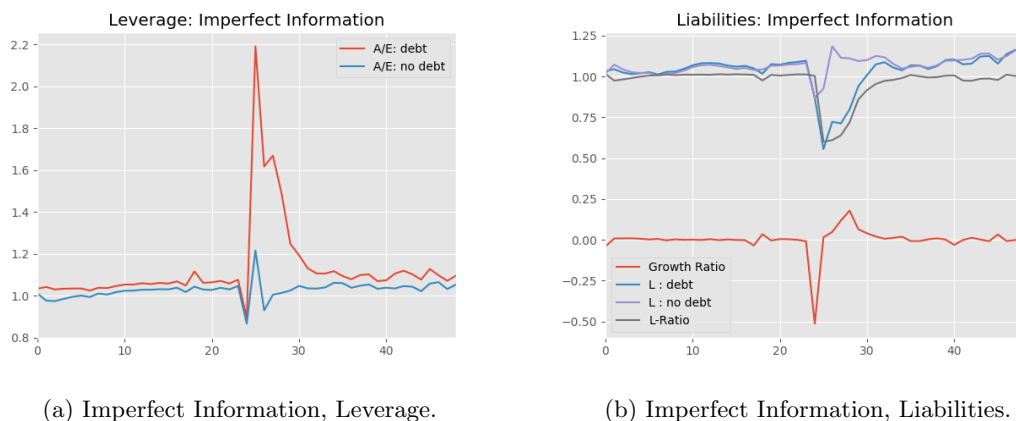 Leverage: Imperfect Information
2.2
2.0
1.8
1.6
1.4
1.2
1.0
0.8
0
10
20
30
40
A/E: debt
A/E: no debt
(a) Imperfect Information, Leverage.
Liabilities: Imperfect Information
1.25
1.00
0.75
0.50
0.25
0.00
−0.25
−0.50
0
10
20
30
40
Growth Ratio
L : debt
L : no debt
L-Ratio
(b) Imperfect Information, Liabilities.